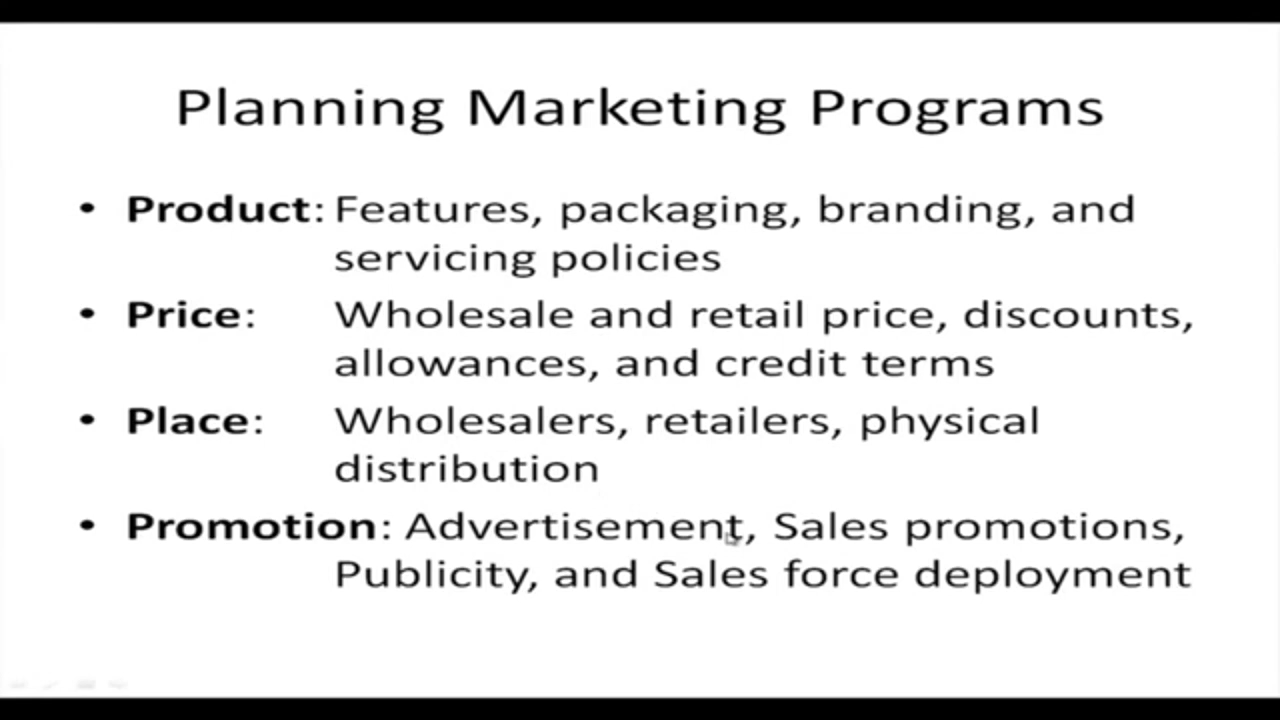 Planning Marketing Programs
• Product: Features, packaging, branding, and
servicing policies
• Price: Wholesale and retail price, discounts,
allowances, and credit terms
• Place: Wholesalers, retailers, physical
distribution
• Promotion: Advertisement, Sales promotions,
Publicity, and Sales force deployment